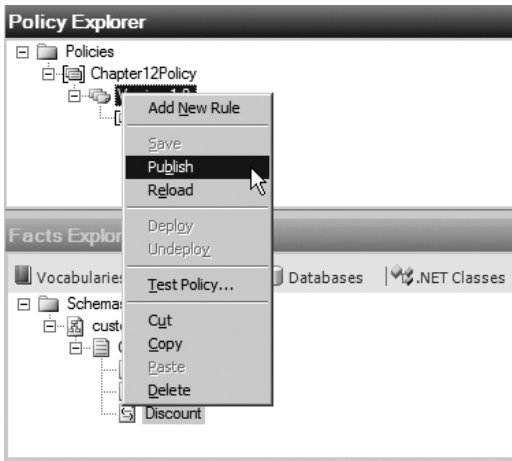 Policy Explorer
Policies
Chapter12Policy
Add New Rule
Save
Publish
Reload
Deploy
Undeploy
Test Policy...
Cut
Copy
Paste
Delete
Facts
Vocabularies
Databases
.NET Classes
Discount